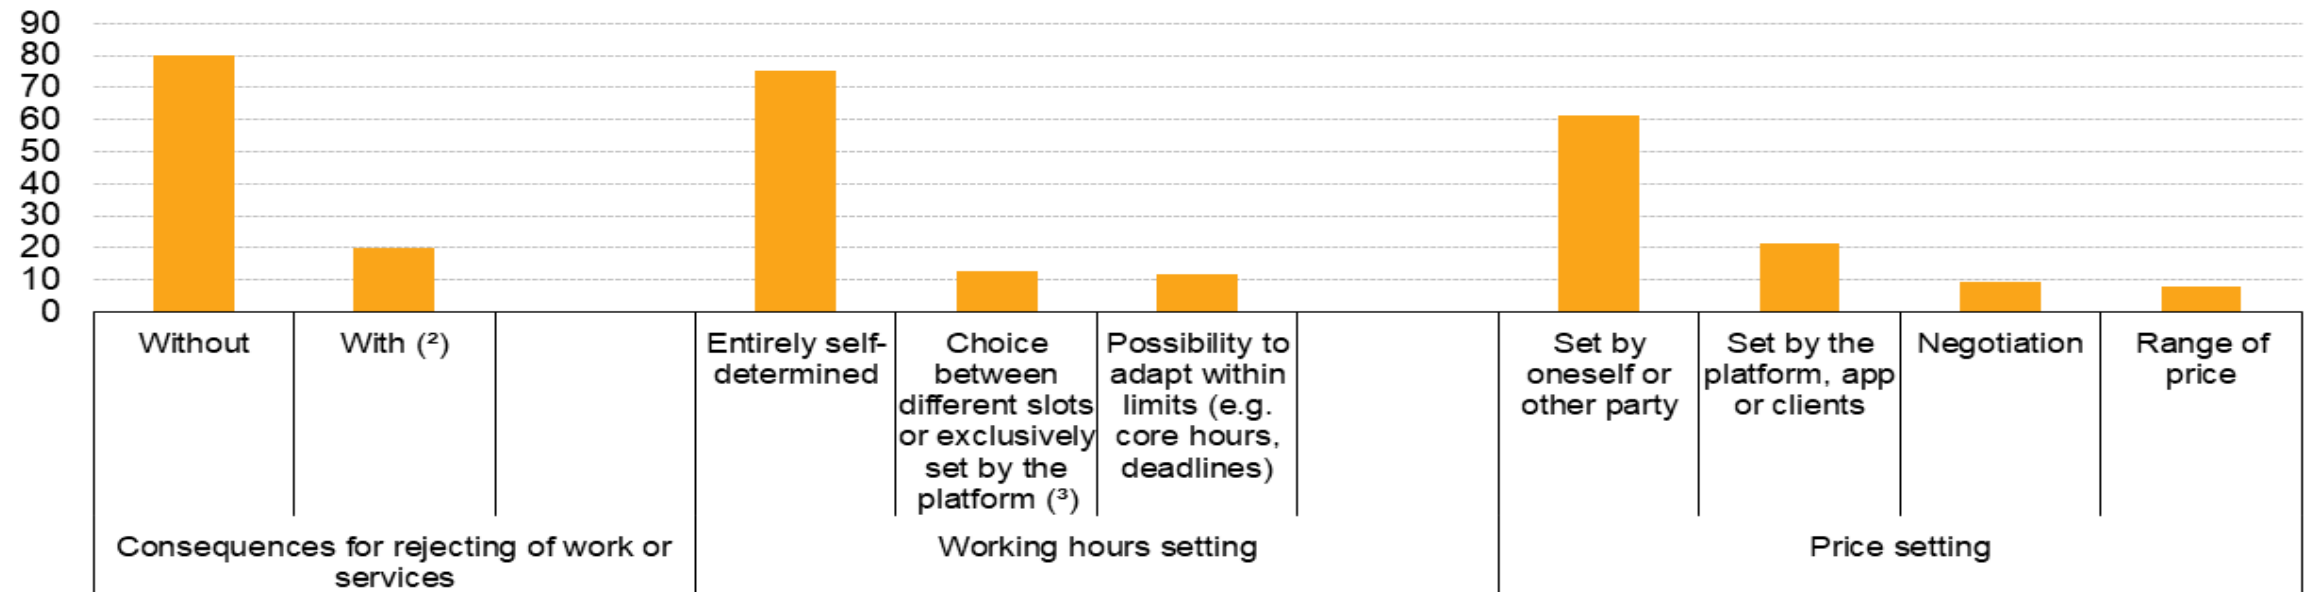 90
80
70
60
50
40
30
20
10
0
Without
With (²)
Entirely self-
determined
Choice
between
different slots
or exclusively
set by the
platform (³)
Possibility to
adapt within
limits (e.g.
core hours,
deadlines)
Set by
oneself or
other party
Set by the
platform, app
or clients
Negotiation
Range of
price
Consequences for rejecting of work or
services
Working hours setting
Price setting